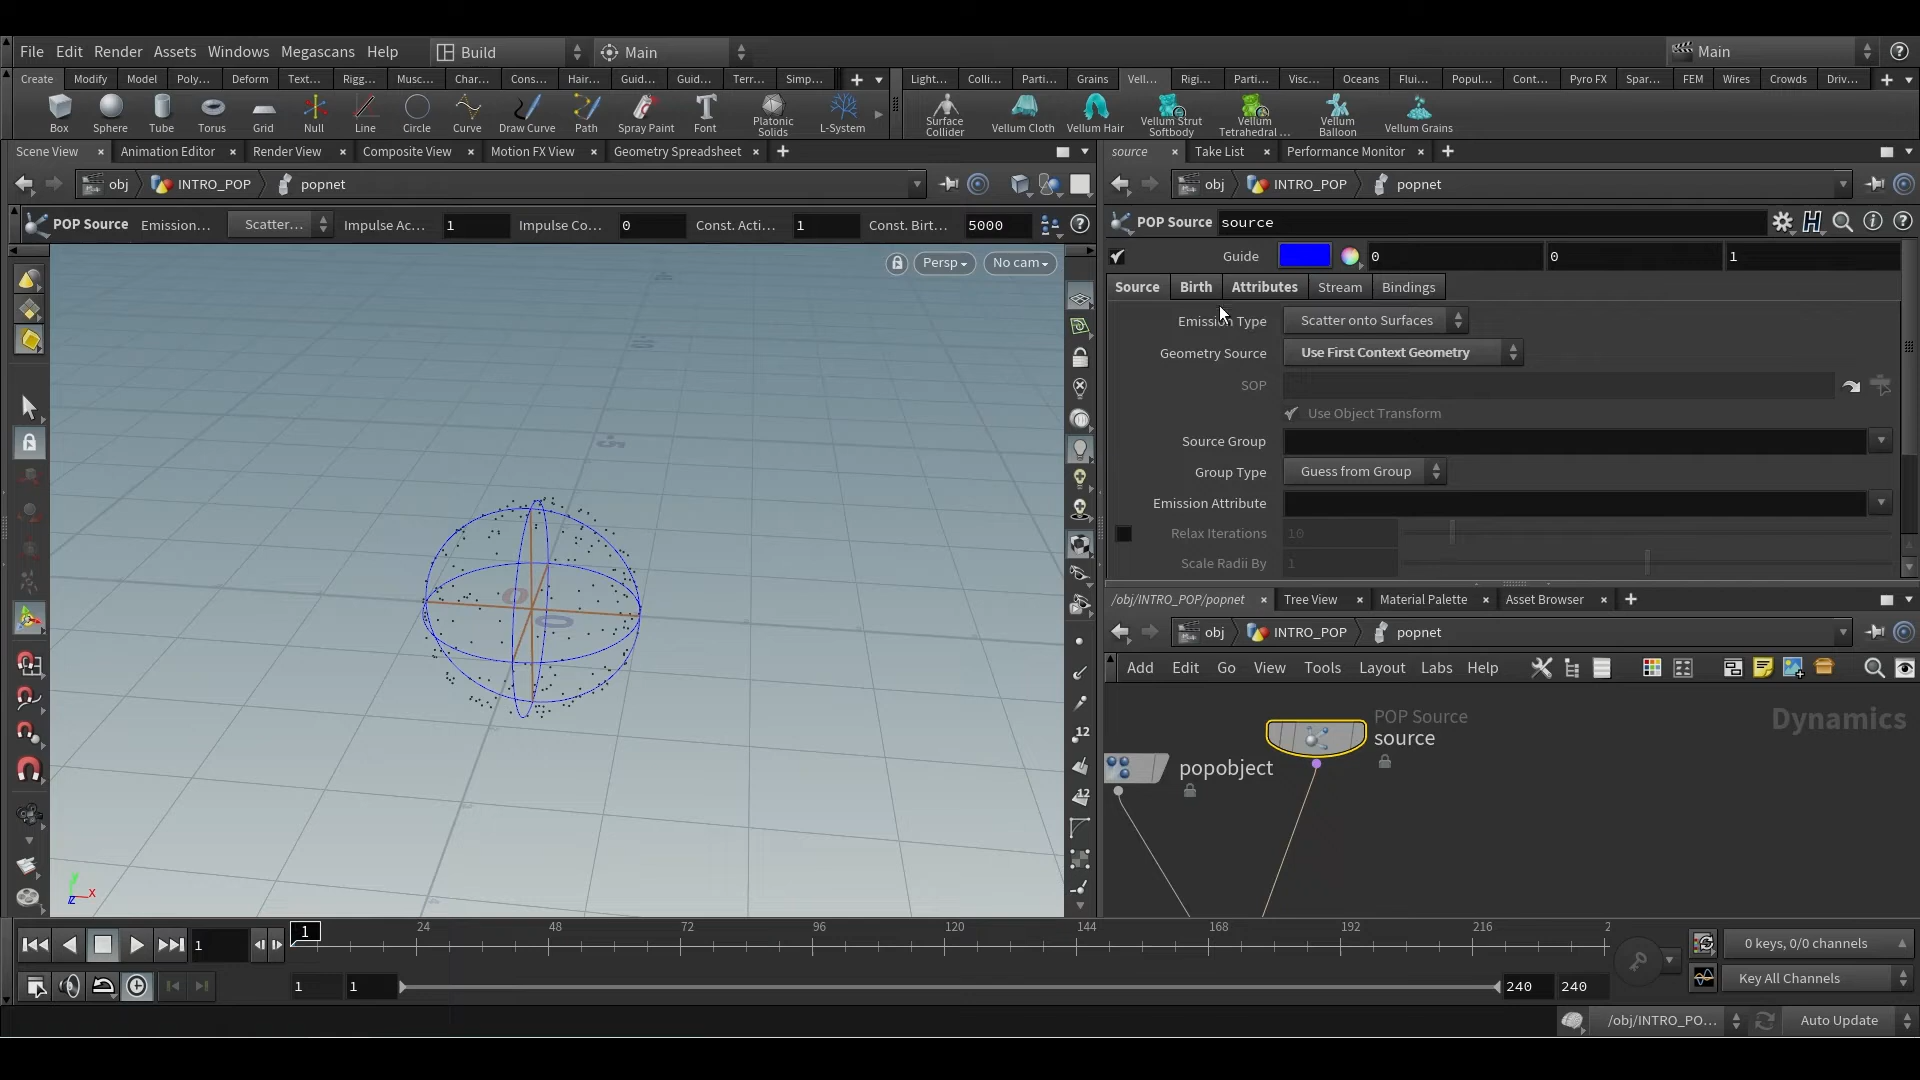 File Edit Render Assets Windows Megascans Help Build Main Main
Create Modify Model Poly... Deform Text... Rigg... Musc... Char... Cons... Hair... Guid... Guid... Terr... Simp... Light... Colli... Parti... Grains Vell... Rigi... Parti... Visc... Oceans Flui... Popul... Cont... Pyro FX Spar... FEM Wires Crowds Driv...
Box Sphere Tube Torus Grid Null Line Circle Curve Draw Curve Path Spray Paint Font Platonic Solids L-System Surface Collider Vellum Cloth Vellum Hair Vellum Strut Softbody Vellum Tetrahedral ... Vellum Balloon Vellum Grains
Scene View Animation Editor Render View Composite View Motion FX View Geometry Spreadsheet source Take List Performance Monitor
obj INTRO_POP popnet obj INTRO_POP popnet
POP Source Emission... Scatter... Impulse Ac... 1 Impulse Co... 0 Const. Acti... 1 Const. Birt... 5000 POP Source source
Persp No cam Guide 0 0 1
Source Birth Attributes Stream Bindings
Emission Type Scatter onto Surfaces
Geometry Source Use First Context Geometry
SOP
Use Object Transform
Source Group
Group Type Guess from Group
Emission Attribute
Relax Iterations 10
Scale Radii By 1
/obj/INTRO_POP/popnet Tree View Material Palette Asset Browser
obj INTRO_POP popnet
Add Edit Go View Tools Layout Labs Help
POP Source
source
Dynamics
popobject
12
12
5
0
0
y
x
z
1 1 24 48 72 96 120 144 168 192 216 2 0 keys, 0/0 channels
1 1 240 240 Key All Channels
/obj/INTRO_PO... Auto Update